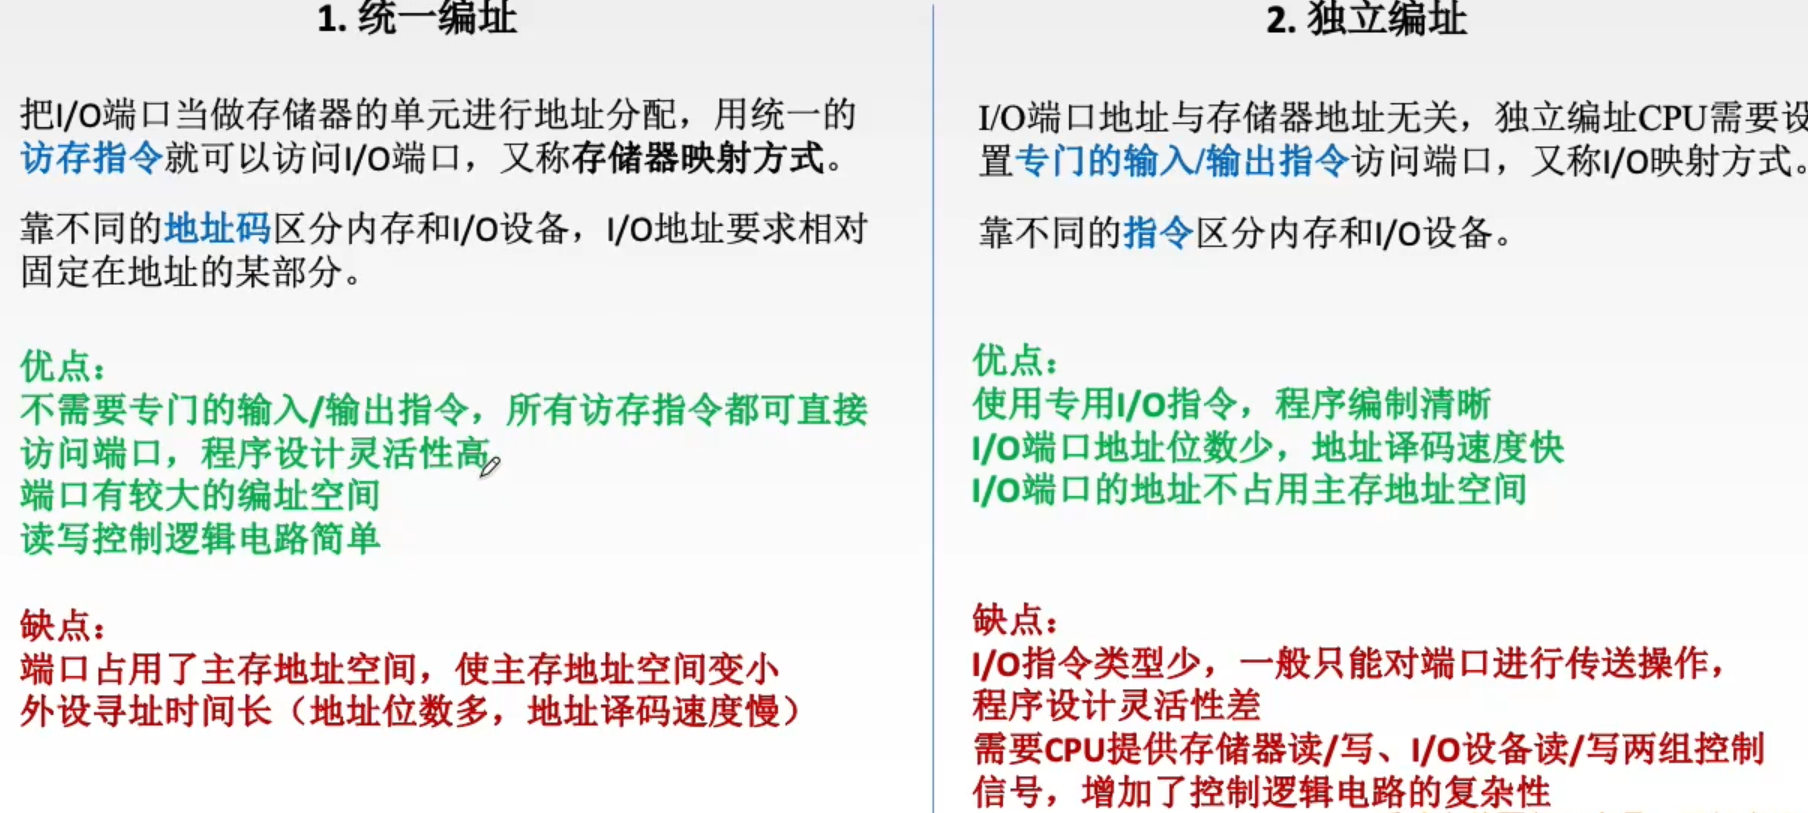 1. 统一编址
把I/O端口当做存储器的单元进行地址分配，用统一的
访存指令就可以访问I/O端口，又称存储器映射方式。
靠不同的地址码区分内存和I/O设备，I/O地址要求相对
固定在地址的某部分。
优点：
不需要专门的输入/输出指令，所有访存指令都可直接
访问端口，程序设计灵活性高
端口有较大的编址空间
读写控制逻辑电路简单
缺点：
端口占用了主存地址空间，使主存地址空间变小
外设寻址时间长（地址位数多，地址译码速度慢）
2. 独立编址
I/O端口地址与存储器地址无关，独立编址CPU需要设
置专门的输入/输出指令访问端口，又称I/O映射方式。
靠不同的指令区分内存和I/O设备。
优点：
使用专用I/O指令，程序编制清晰
I/O端口地址位数少，地址译码速度快
I/O端口的地址不占用主存地址空间
缺点：
I/O指令类型少，一般只能对端口进行传送操作，
程序设计灵活性差
需要CPU提供存储器读/写、I/O设备读/写两组控制
信号，增加了控制逻辑电路的复杂性